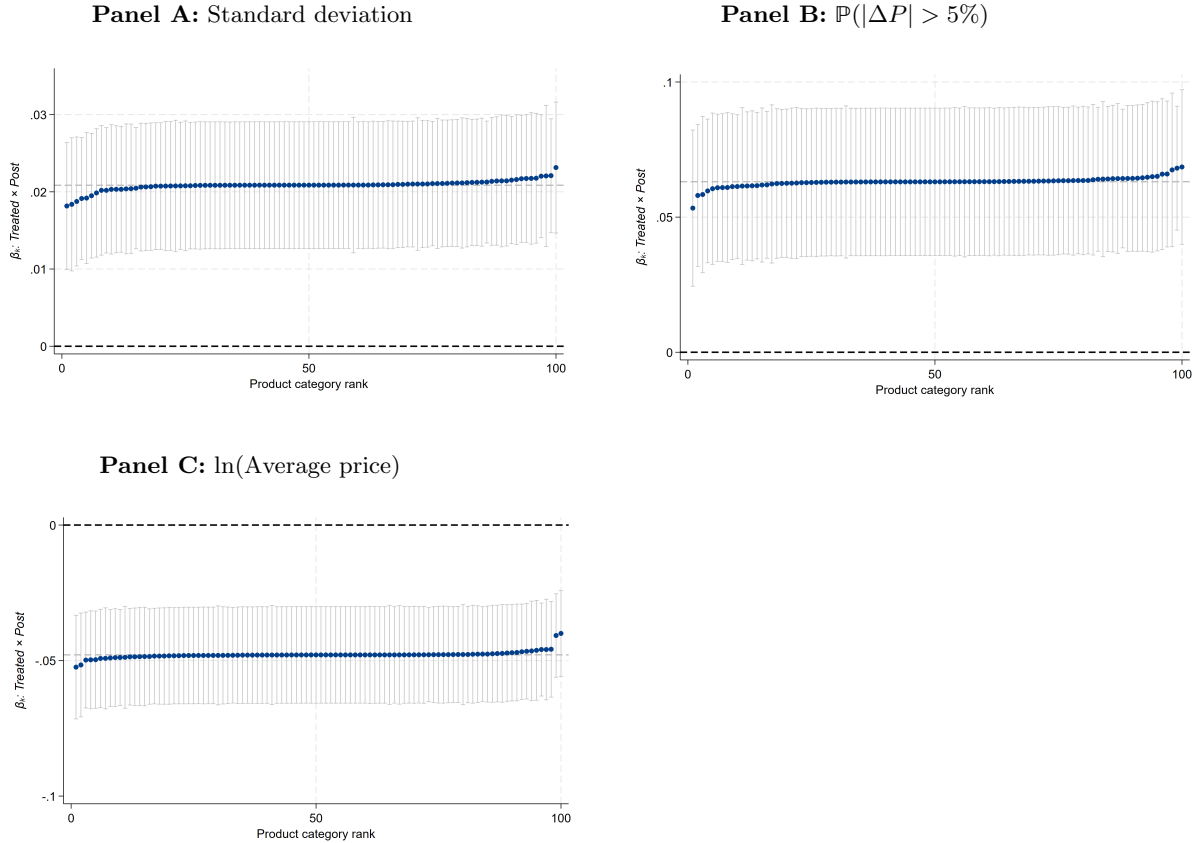 Panel A: Standard deviation
.03
.02
.01
0
βₖ: Treated × Post
0 50 100
Product category rank
Panel B: ℙ(|ΔP| > 5%)
.1
.05
0
βₖ: Treated × Post
0 50 100
Product category rank
Panel C: ln(Average price)
0
-.05
-.1
βₖ: Treated × Post
0 50 100
Product category rank